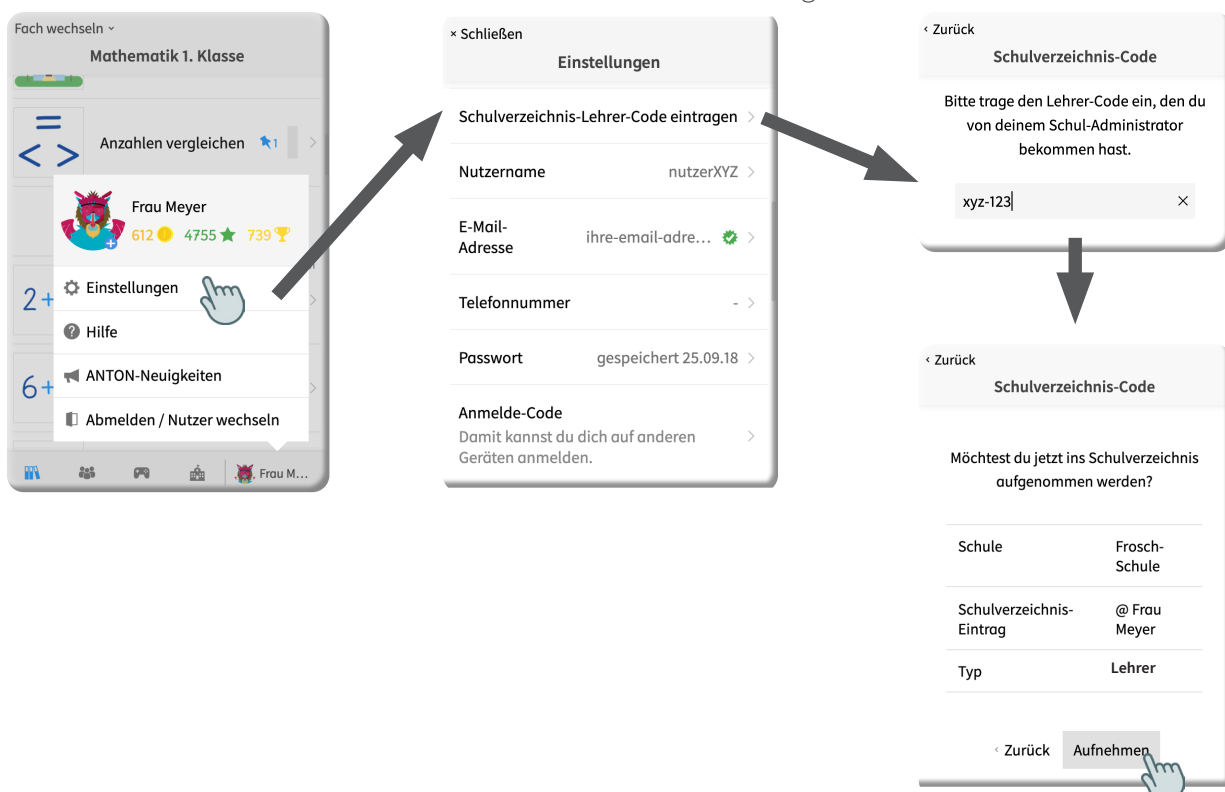 Fach wechseln
Mathematik 1. Klasse
=
< >
Anzahlen vergleichen 1
Frau Meyer
612 4755 739
2+
Einstellungen
Hilfe
6+
ANTON-Neuigkeiten
Abmelden / Nutzer wechseln
Frau M...
× Schließen
Einstellungen
Schulverzeichnis-Lehrer-Code eintragen
Nutzername nutzerXYZ
E-Mail-
Adresse
ihre-email-adre...
Telefonnummer -
Passwort gespeichert 25.09.18
Anmelde-Code
Damit kannst du dich auf anderen
Geräten anmelden.
‹ Zurück
Schulverzeichnis-Code
Bitte trage den Lehrer-Code ein, den du
von deinem Schul-Administrator
bekommen hast.
xyz-123 ×
‹ Zurück
Schulverzeichnis-Code
Möchtest du jetzt ins Schulverzeichnis
aufgenommen werden?
Schule Frosch-
Schule
Schulverzeichnis- @ Frau
Eintrag Meyer
Typ Lehrer
‹ Zurück Aufnehmen